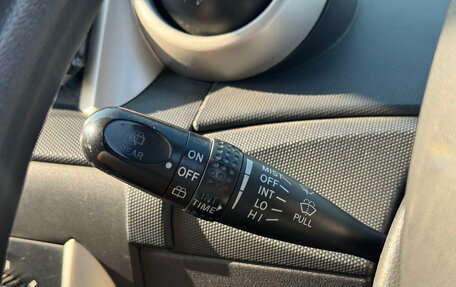 REAR
ON
OFF
INT
TIME
MIST
OFF
INT
LO
HI
PULL